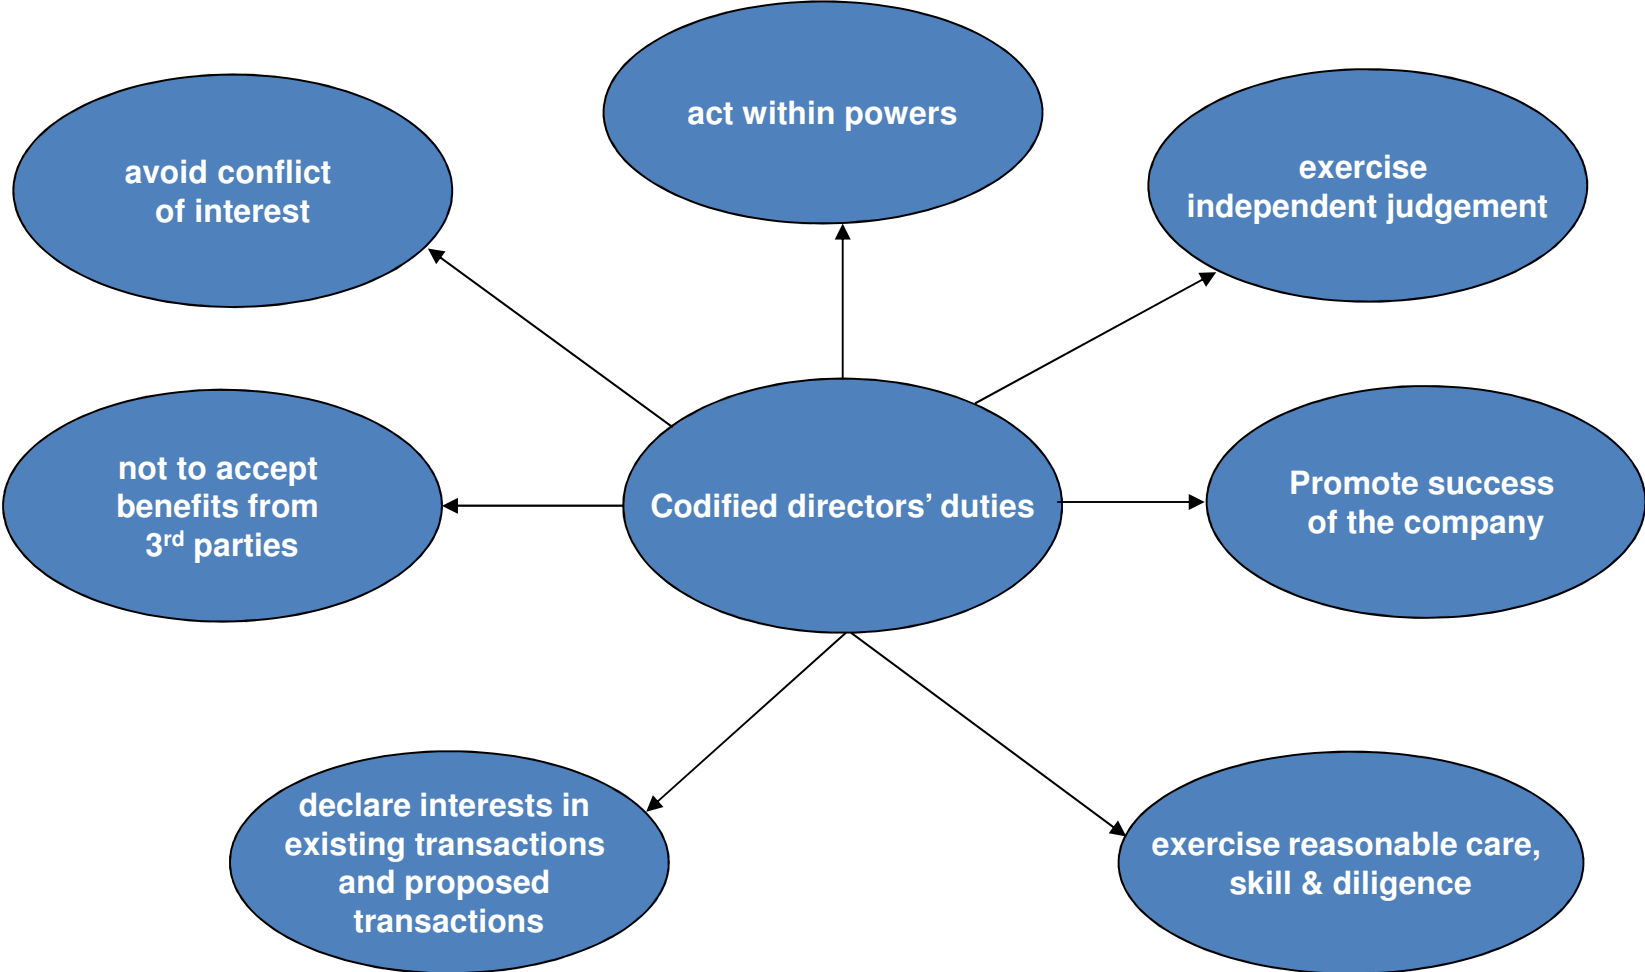 act within powers
avoid conflict
of interest
exercise
independent judgement
not to accept
benefits from
3rd parties
Codified directors’ duties
Promote success
of the company
declare interests in
existing transactions
and proposed
transactions
exercise reasonable care,
skill & diligence